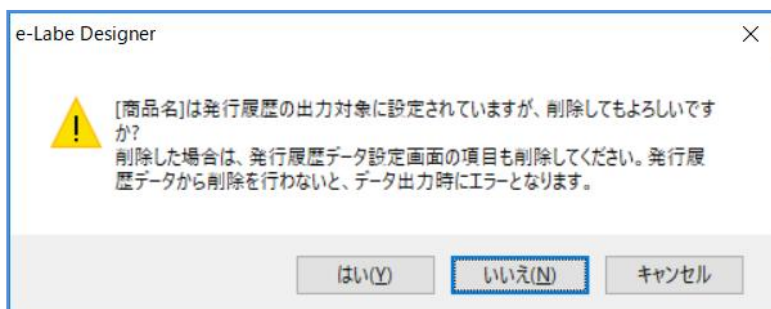 e-Labe Designer
[商品名]は発行履歴の出力対象に設定されていますが、削除してもよろしいです
か?
削除した場合は、発行履歴データ設定画面の項目も削除してください。発行履
歴データから削除を行わないと、データ出力時にエラーとなります。
はい(Y) いいえ(N) キャンセル